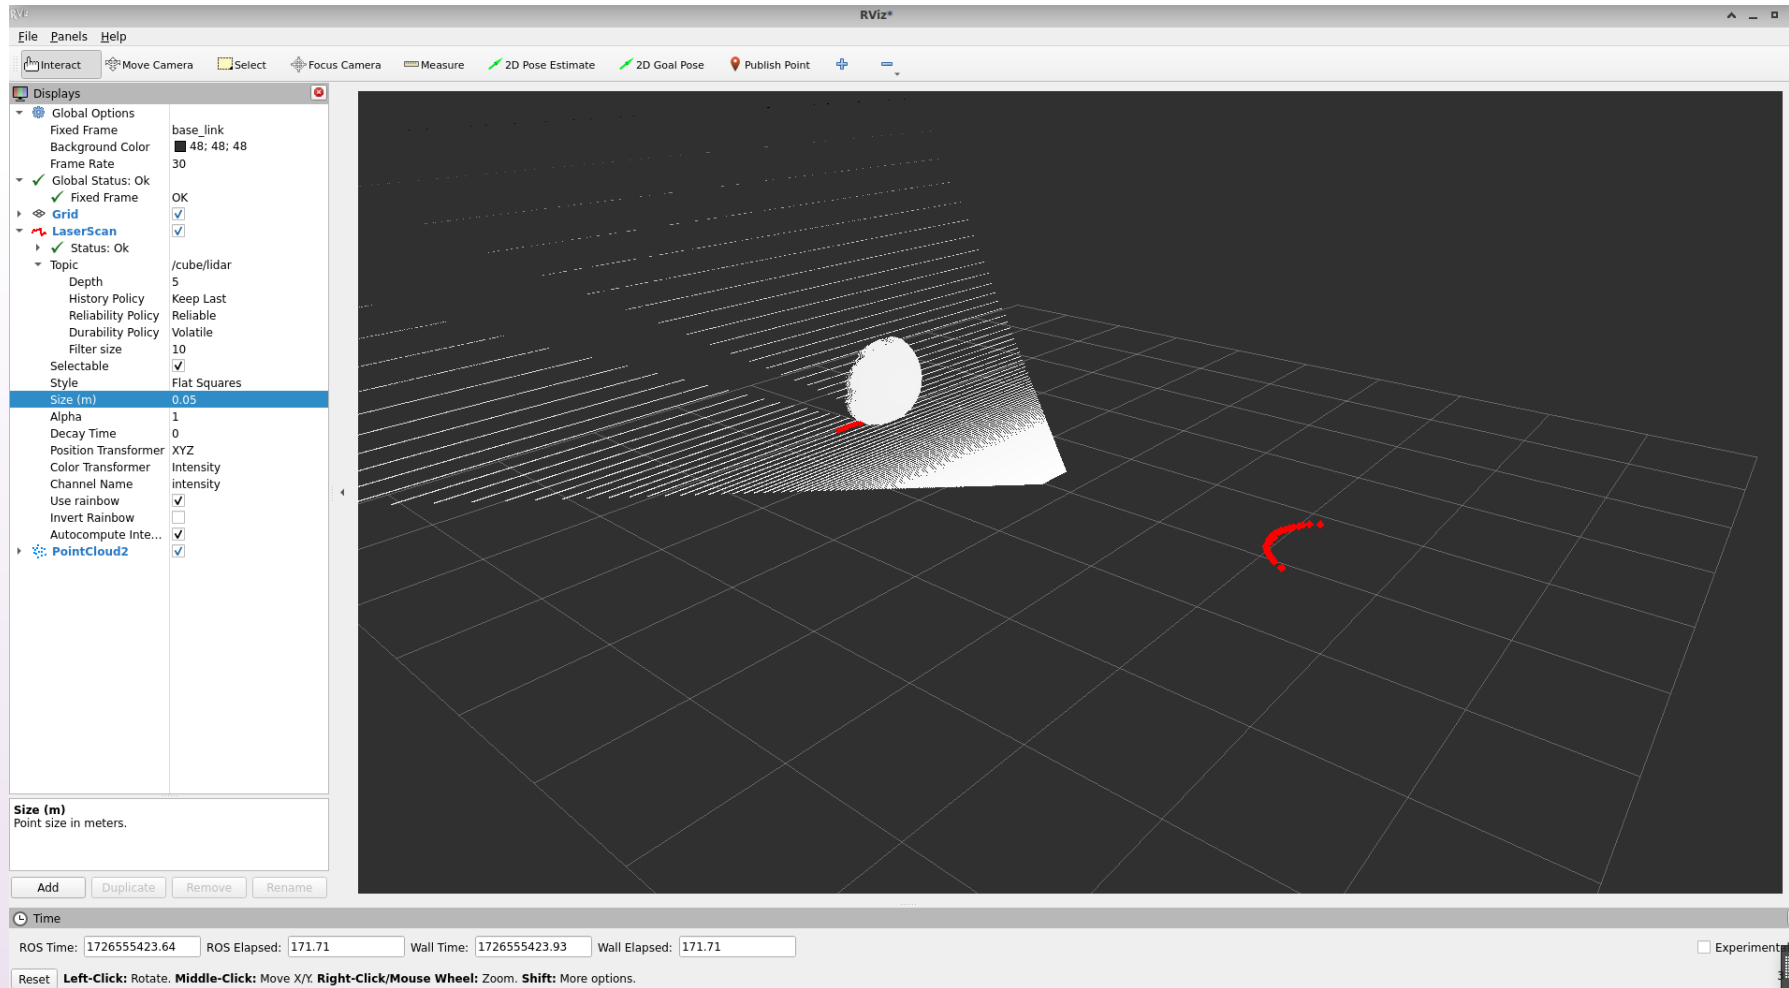 RViz*
File Panels Help
Interact Move Camera Select Focus Camera Measure 2D Pose Estimate 2D Goal Pose Publish Point
Displays
Global Options
Fixed Frame base_link
Background Color 48; 48; 48
Frame Rate 30
Global Status: Ok
Fixed Frame OK
Grid
LaserScan
Status: Ok
Topic /cube/lidar
Depth 5
History Policy Keep Last
Reliability Policy Reliable
Durability Policy Volatile
Filter size 10
Selectable
Style Flat Squares
Size (m) 0.05
Alpha 1
Decay Time 0
Position Transformer XYZ
Color Transformer Intensity
Channel Name intensity
Use rainbow
Invert Rainbow
Autocompute Inte...
PointCloud2
Size (m)
Point size in meters.
Add Duplicate Remove Rename
Time
ROS Time: 1726555423.64 ROS Elapsed: 171.71 Wall Time: 1726555423.93 Wall Elapsed: 171.71 Experiment
Reset Left-Click: Rotate. Middle-Click: Move X/Y. Right-Click/Mouse Wheel: Zoom. Shift: More options.